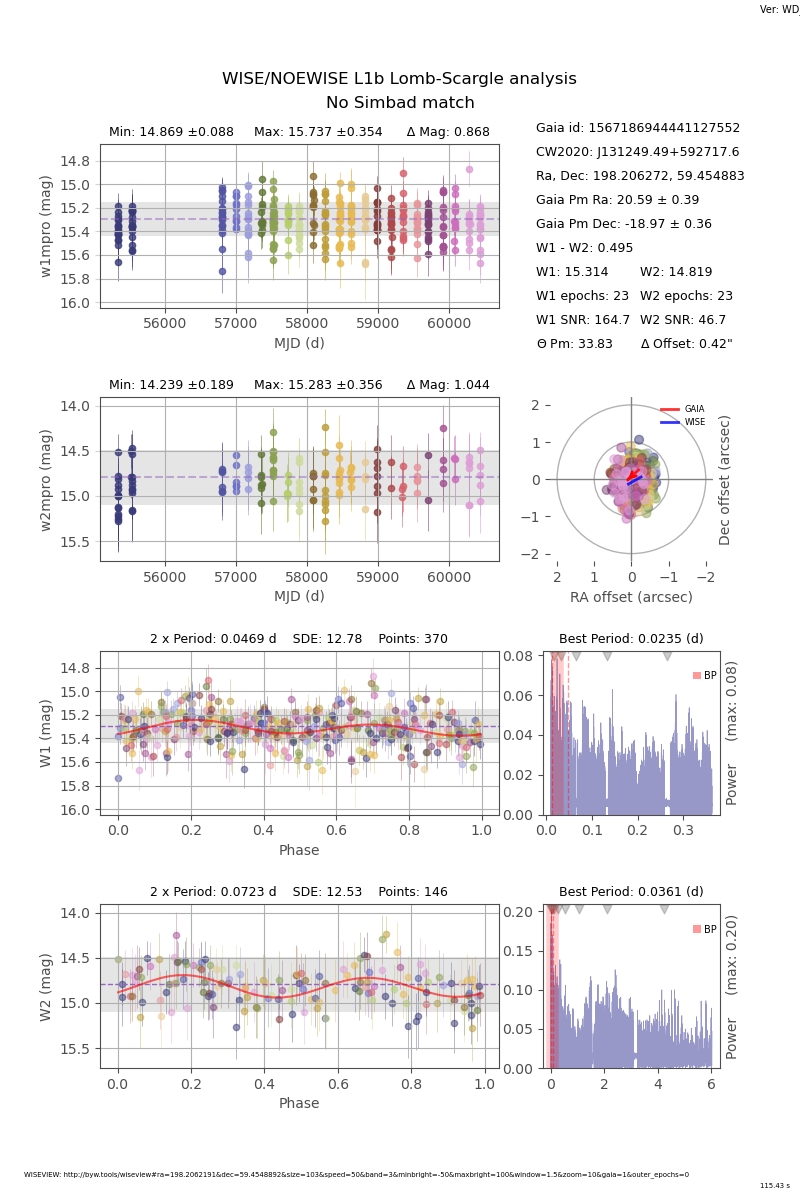 Ver: WD_
WISE/NOEWISE L1b Lomb-Scargle analysis
No Simbad match
Min: 14.869 ±0.088 Max: 15.737 ±0.354 Δ Mag: 0.868
14.8
15.0
15.2
15.4
15.6
15.8
16.0
w1mpro (mag)
56000 57000 58000 59000 60000
MJD (d)
Gaia id: 1567186944441127552
CW2020: J131249.49+592717.6
Ra, Dec: 198.206272, 59.454883
Gaia Pm Ra: 20.59 ± 0.39
Gaia Pm Dec: -18.97 ± 0.36
W1 - W2: 0.495
W1: 15.314 W2: 14.819
W1 epochs: 23 W2 epochs: 23
W1 SNR: 164.7 W2 SNR: 46.7
Θ Pm: 33.83 Δ Offset: 0.42"
Min: 14.239 ±0.189 Max: 15.283 ±0.356 Δ Mag: 1.044
14.0
14.5
15.0
15.5
w2mpro (mag)
56000 57000 58000 59000 60000
MJD (d)
GAIA
WISE
2
1
0
−1
−2
2 1 0 −1 −2
RA offset (arcsec)
Dec offset (arcsec)
2 x Period: 0.0469 d SDE: 12.78 Points: 370
14.8
15.0
15.2
15.4
15.6
15.8
16.0
W1 (mag)
0.0 0.2 0.4 0.6 0.8 1.0
Phase
Best Period: 0.0235 (d)
BP
0.08
0.06
0.04
0.02
0.00
0.0 0.1 0.2 0.3
Power (max: 0.08)
2 x Period: 0.0723 d SDE: 12.53 Points: 146
14.0
14.5
15.0
15.5
W2 (mag)
0.0 0.2 0.4 0.6 0.8 1.0
Phase
Best Period: 0.0361 (d)
BP
0.20
0.15
0.10
0.05
0.00
0 2 4 6
Power (max: 0.20)
WISEVIEW: http://byw.tools/wiseview#ra=198.2062191&dec=59.4548892&size=103&speed=50&band=3&minbright=-50&maxbright=100&window=1.5&zoom=10&gaia=1&outer_epochs=0
115.43 s